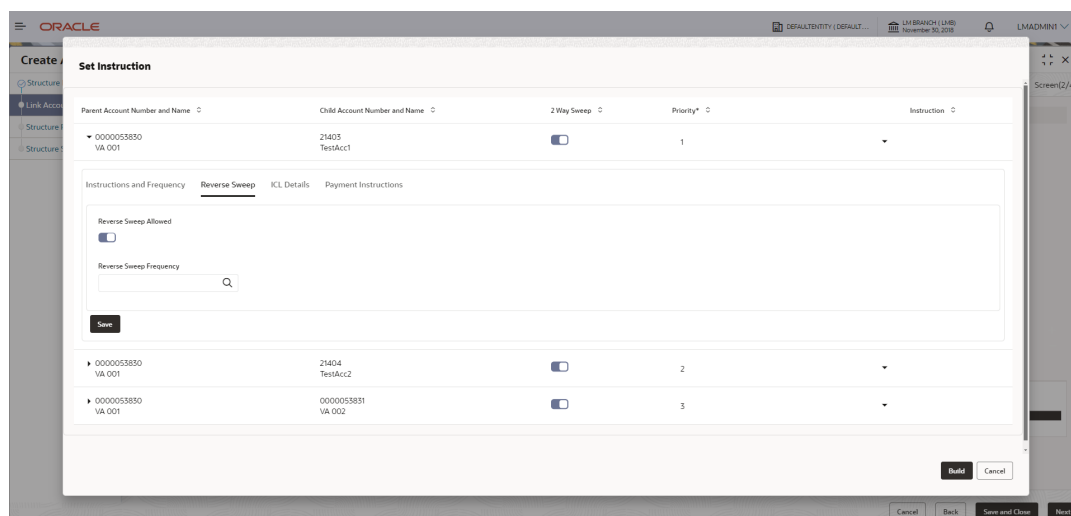 ORACLE
DEFAULTENTITY ( DEFAULT....
LM BRANCH ( LMB)
November 30, 2018
LMADMIN1
Create
Set Instruction
Structure
Screen(2/4
Link Accou
Parent Account Number and Name
Child Account Number and Name
2 Way Sweep
Priority*
Instruction
Structure
0000053830
VA 001
21403
TestAcc1
1
Structure
Instructions and Frequency
Reverse Sweep
ICL Details
Payment Instructions
Reverse Sweep Allowed
Reverse Sweep Frequency
Save
0000053830
VA 001
21404
TestAcc2
2
0000053830
VA 001
0000053831
VA 002
3
Build
Cancel
Cancel
Back
Save and Close
Next